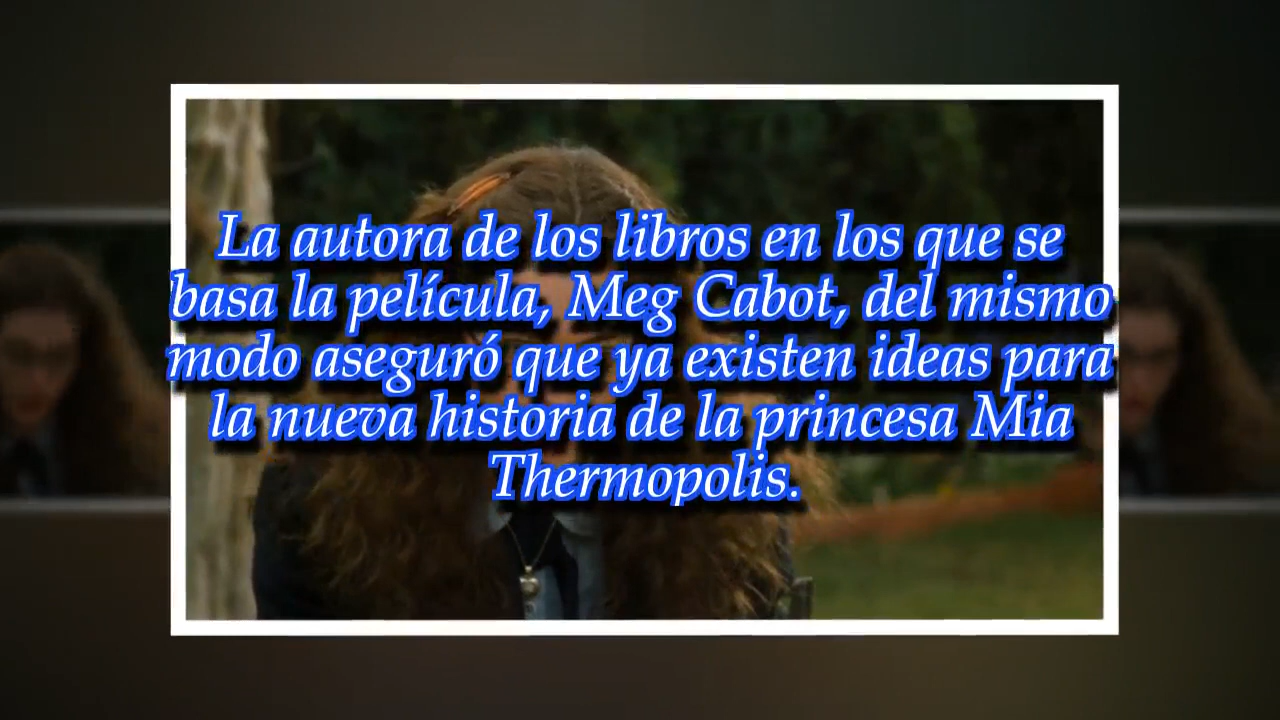 La autora de los libros en los que se
basa la película, Meg Cabot, del mismo
modo aseguró que ya existen ideas para
la nueva historia de la princesa Mia
Thermopolis.